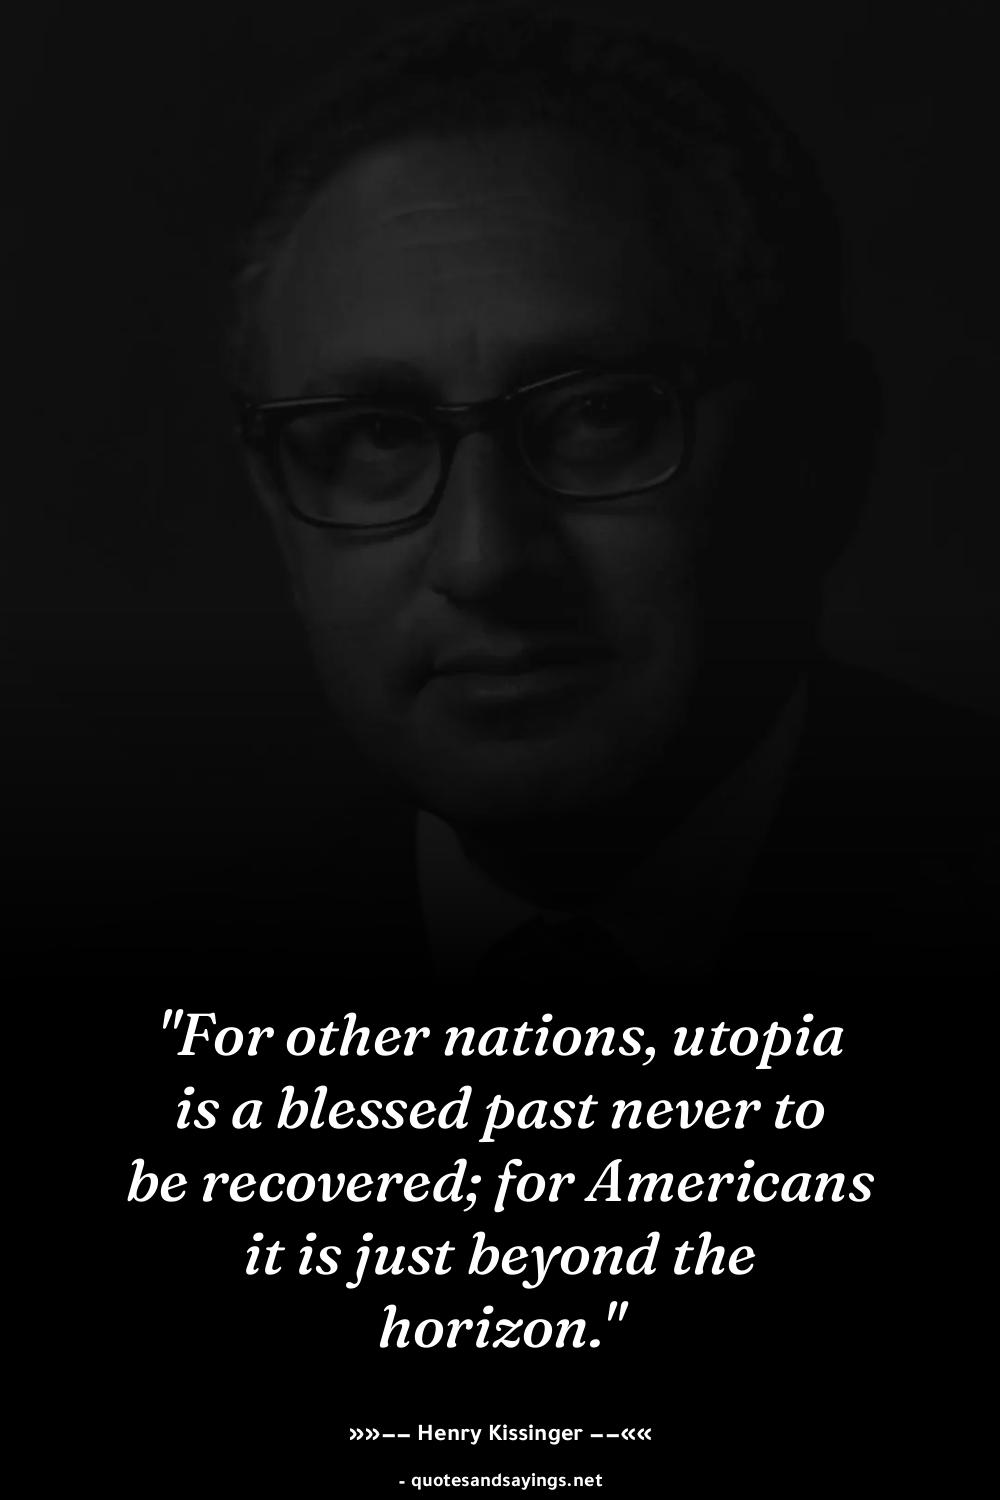 "For other nations, utopia
is a blessed past never to
be recovered; for Americans
it is just beyond the
horizon."
»»–– Henry Kissinger ––««
- quotesandsayings.net